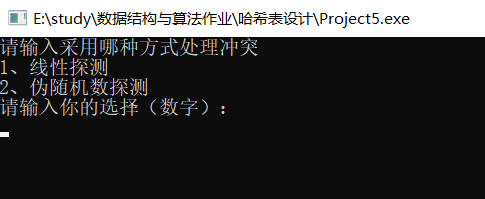 E:\study\数据结构与算法作业\哈希表设计\Project5.exe
请输入采用哪种方式处理冲突
1、线性探测
2、伪随机数探测
请输入你的选择（数字）：